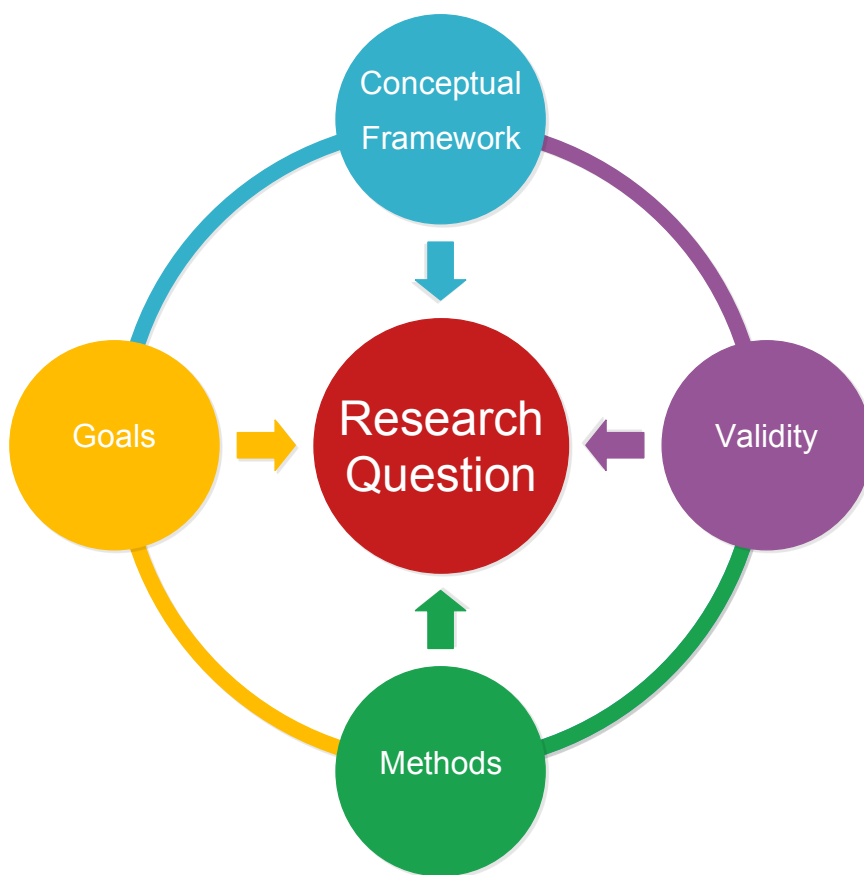 Conceptual
Framework
Goals
Research
Question
Validity
Methods